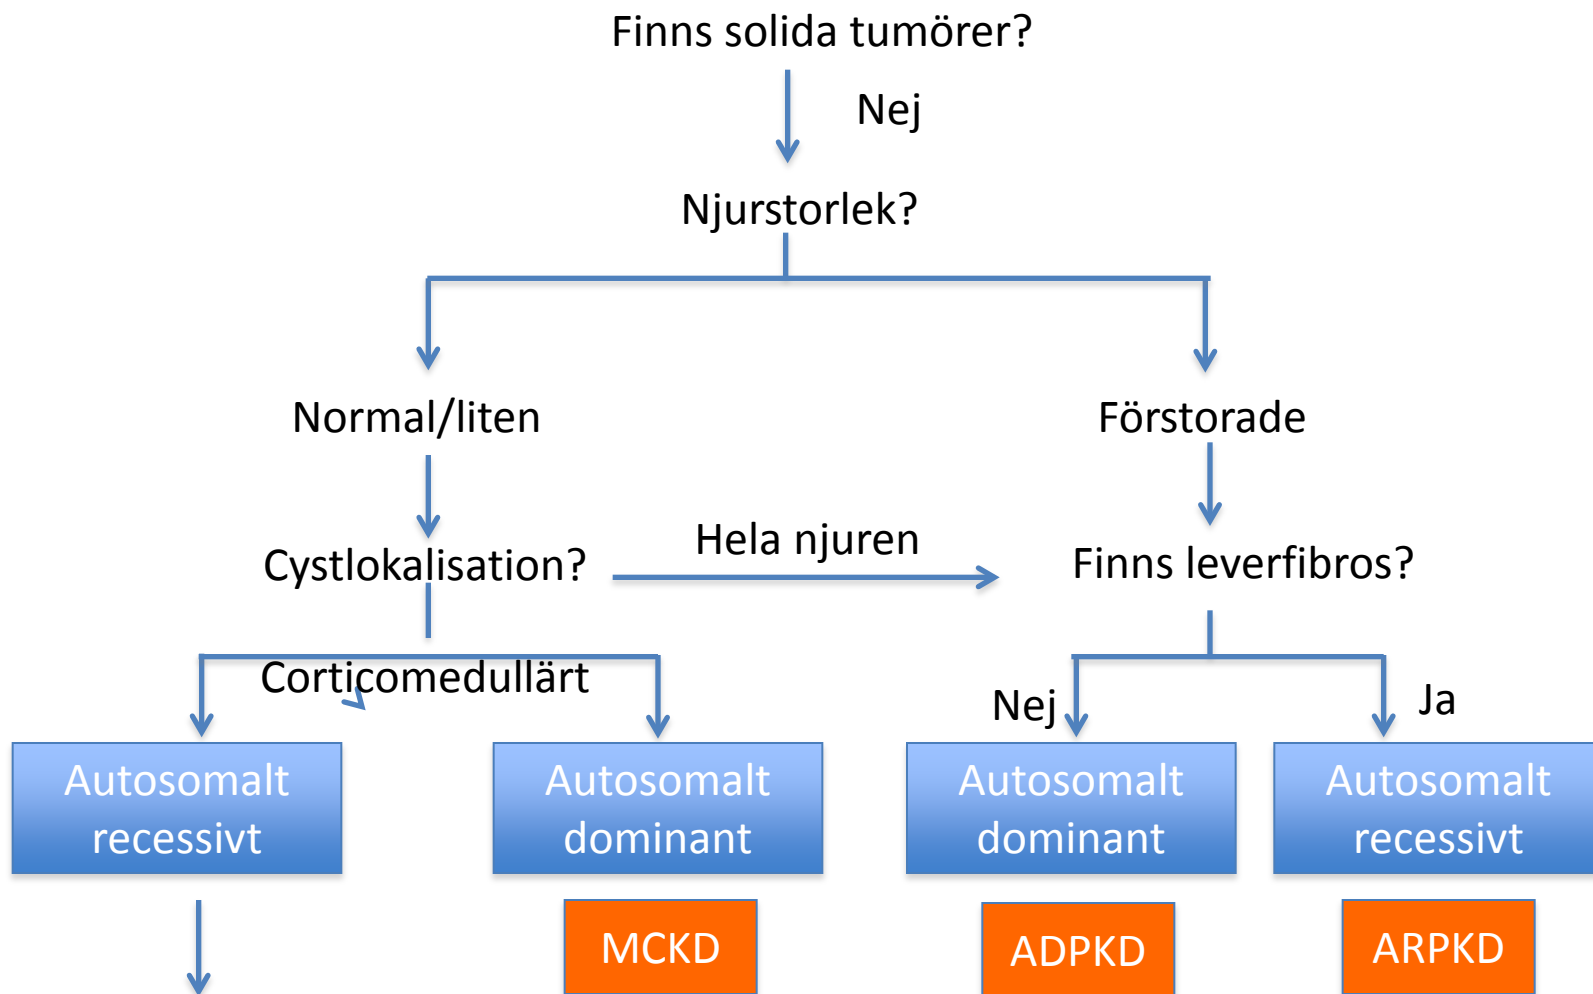 Finns solida tumörer?
Nej
Njurstorlek?
Normal/liten
Förstorade
Cystlokalisation?
Hela njuren
Finns leverfibros?
Corticomedullärt
Nej
Ja
Autosomalt
recessivt
Autosomalt
dominant
Autosomalt
dominant
Autosomalt
recessivt
MCKD
ADPKD
ARPKD